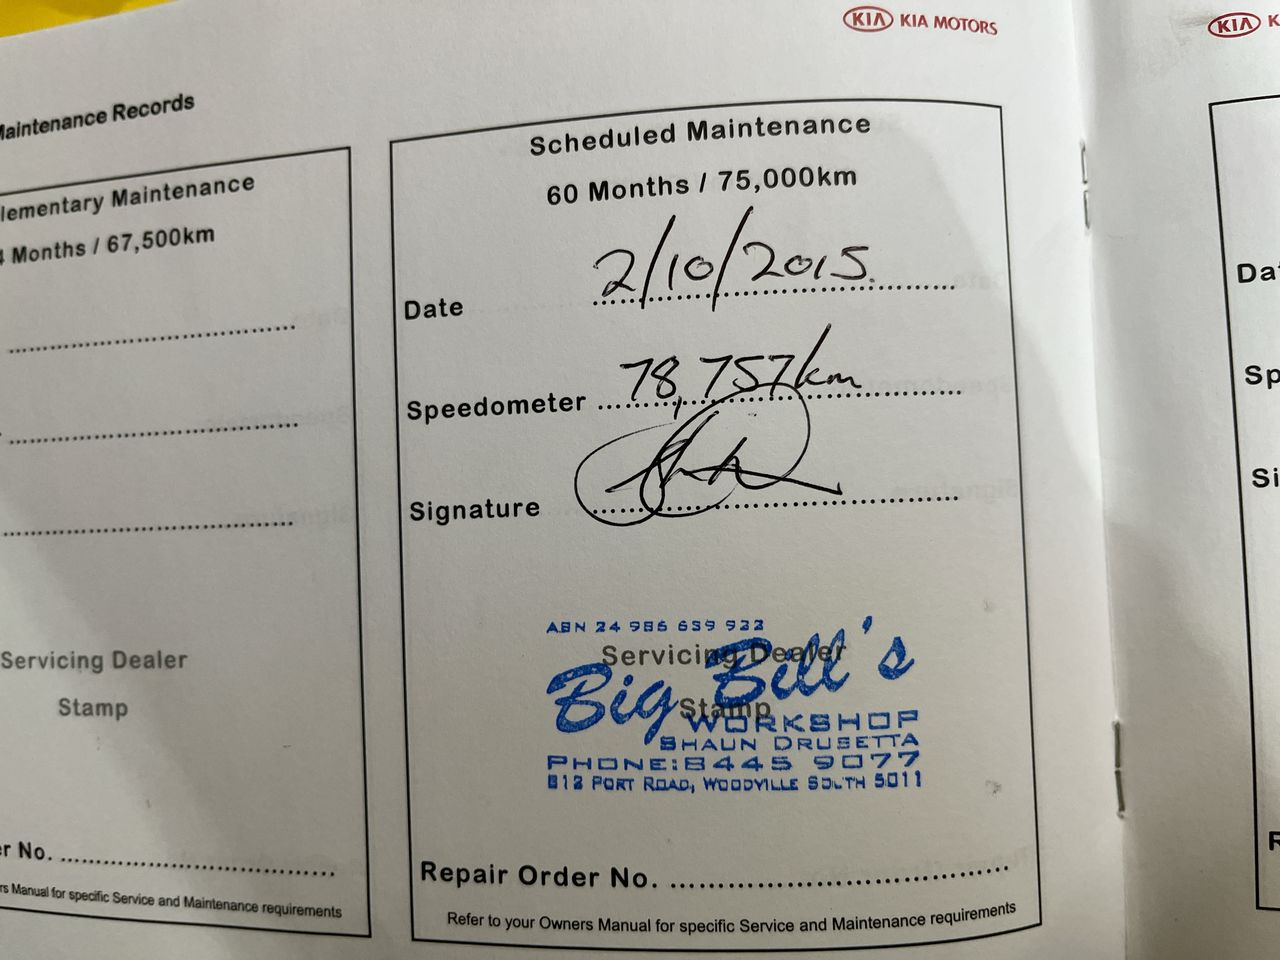 KIA KIA MOTORS
KIA K
Maintenance Records
lementary Maintenance
Months / 67,500km
Servicing Dealer
Stamp
er No. ........................................
rs Manual for specific Service and Maintenance requirements
Scheduled Maintenance
60 Months / 75,000km
Date 2/10/2015.
Speedometer 78,757km
Signature
ABN 24 986 639 922
Servicing Dealer
Big Bill's
Stamp
WORKSHOP
SHAUN DRUSETTA
PHONE: 8445 9077
812 PORT ROAD, WOODVILLE SOUTH 5011
Repair Order No. ........................................
Refer to your Owners Manual for specific Service and Maintenance requirements
Da
Sp
Si
R